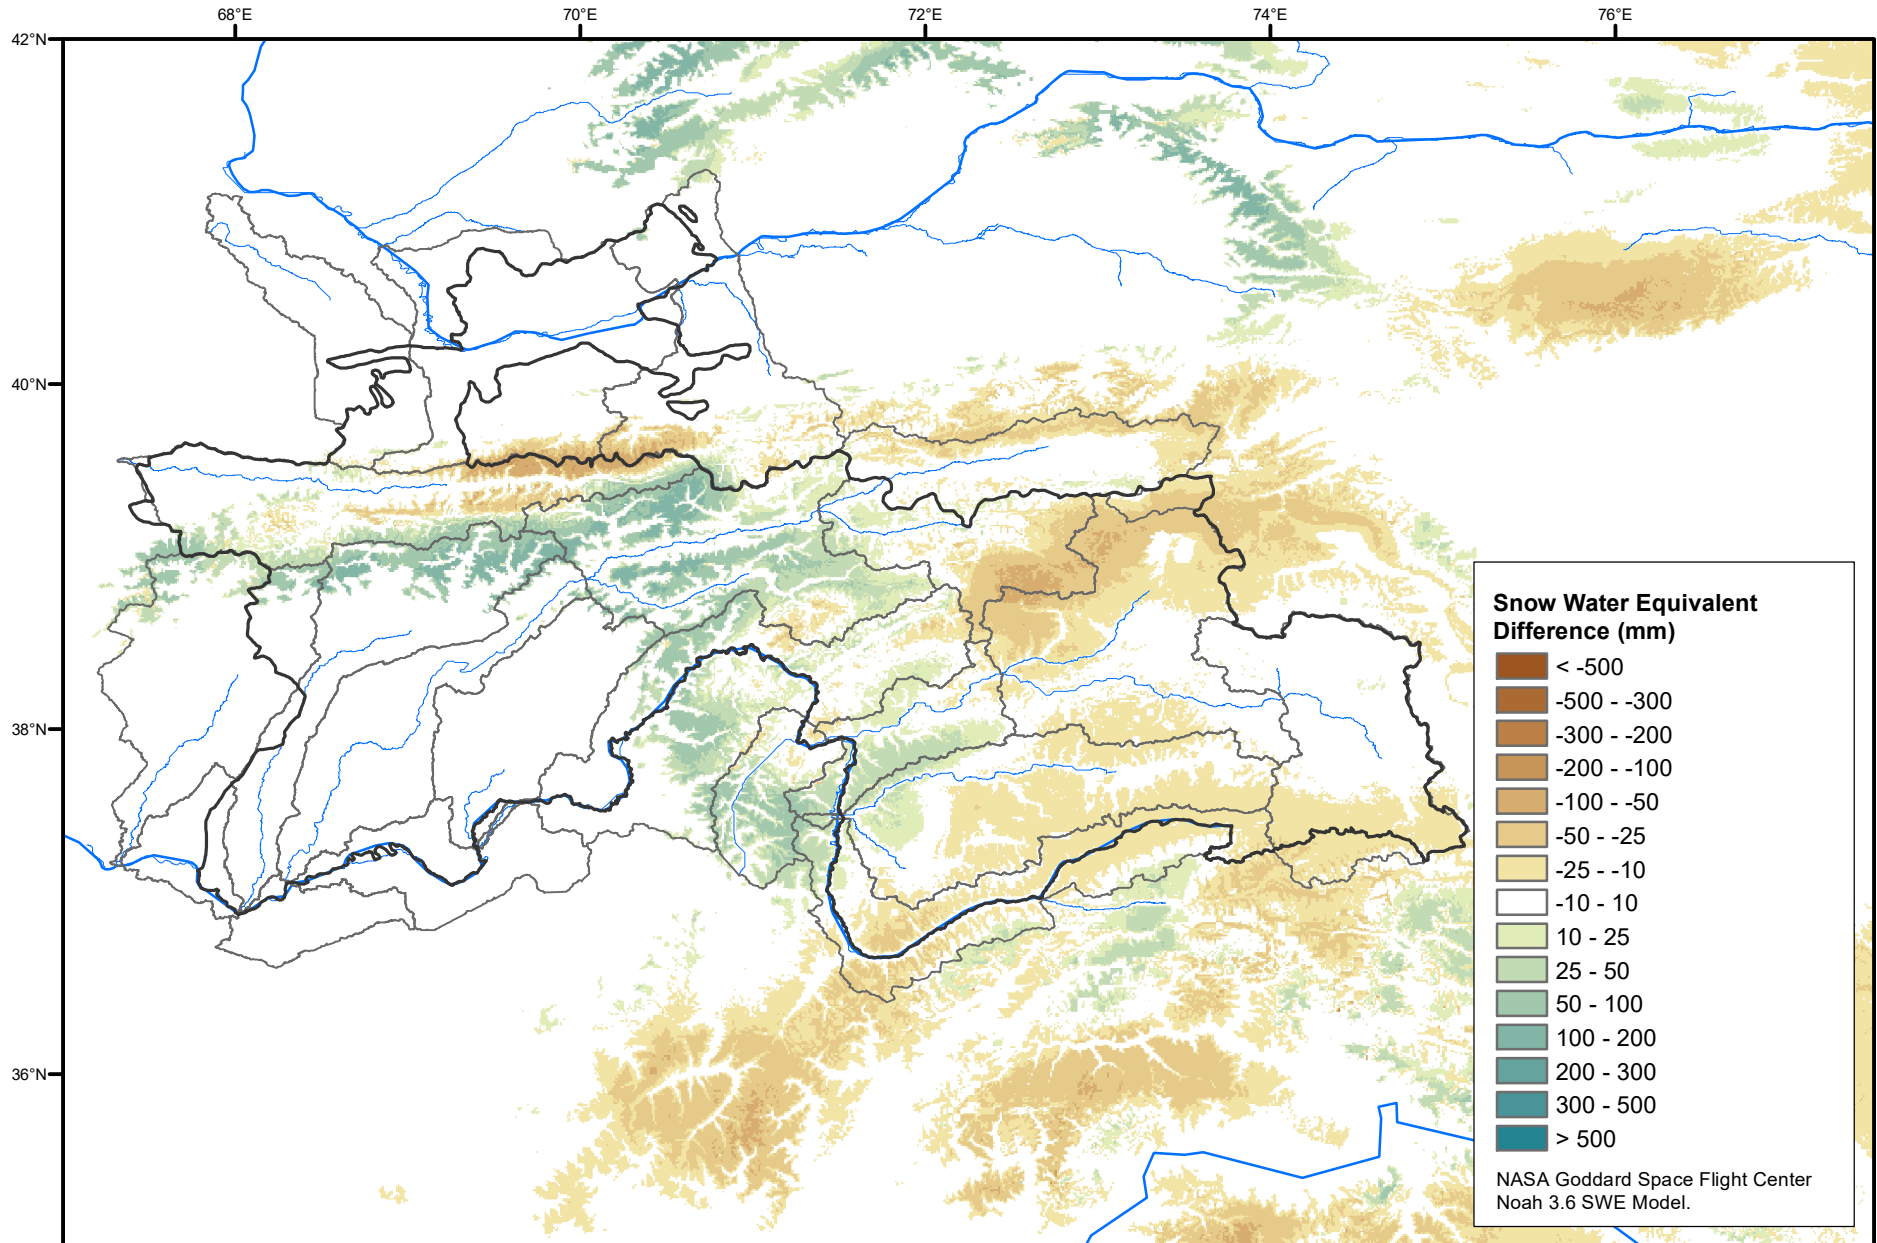 68°E 70°E 72°E 74°E 76°E
42°N
40°N
38°N
36°N
Snow Water Equivalent
Difference (mm)
< -500
-500 - -300
-300 - -200
-200 - -100
-100 - -50
-50 - -25
-25 - -10
-10 - 10
10 - 25
25 - 50
50 - 100
100 - 200
200 - 300
300 - 500
> 500
NASA Goddard Space Flight Center
Noah 3.6 SWE Model.